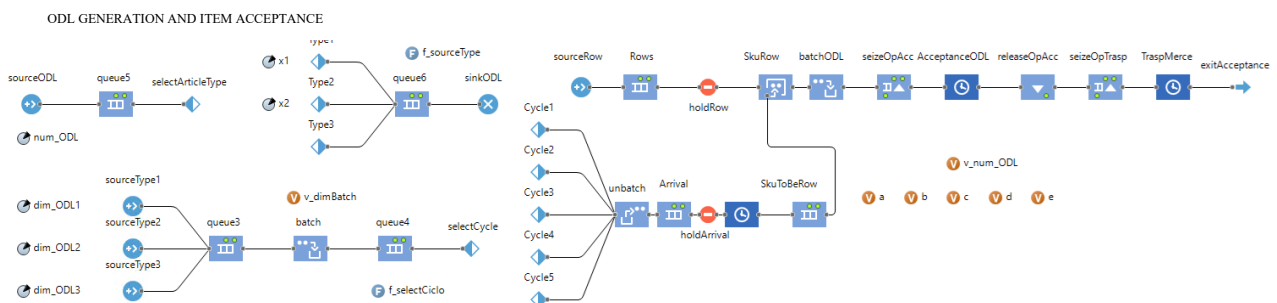 ODL GENERATION AND ITEM ACCEPTANCE
sourceODL
queue5
selectArticleType
num_ODL
x1
x2
Type1
Type2
Type3
f_sourceType
queue6
sinkODL
sourceRow
Rows
holdRow
SkuRow
batchODL
seizeOpAcc
AcceptanceODL
releaseOpAcc
seizeOpTrasp
TraspMerce
exitAcceptance
Cycle1
Cycle2
Cycle3
Cycle4
Cycle5
unbatch
Arrival
holdArrival
SkuToBeRow
v_num_ODL
V a
V b
V c
V d
V e
dim_ODL1
dim_ODL2
dim_ODL3
sourceType1
sourceType2
sourceType3
queue3
v_dimBatch
batch
queue4
selectCycle
f_selectCiclo